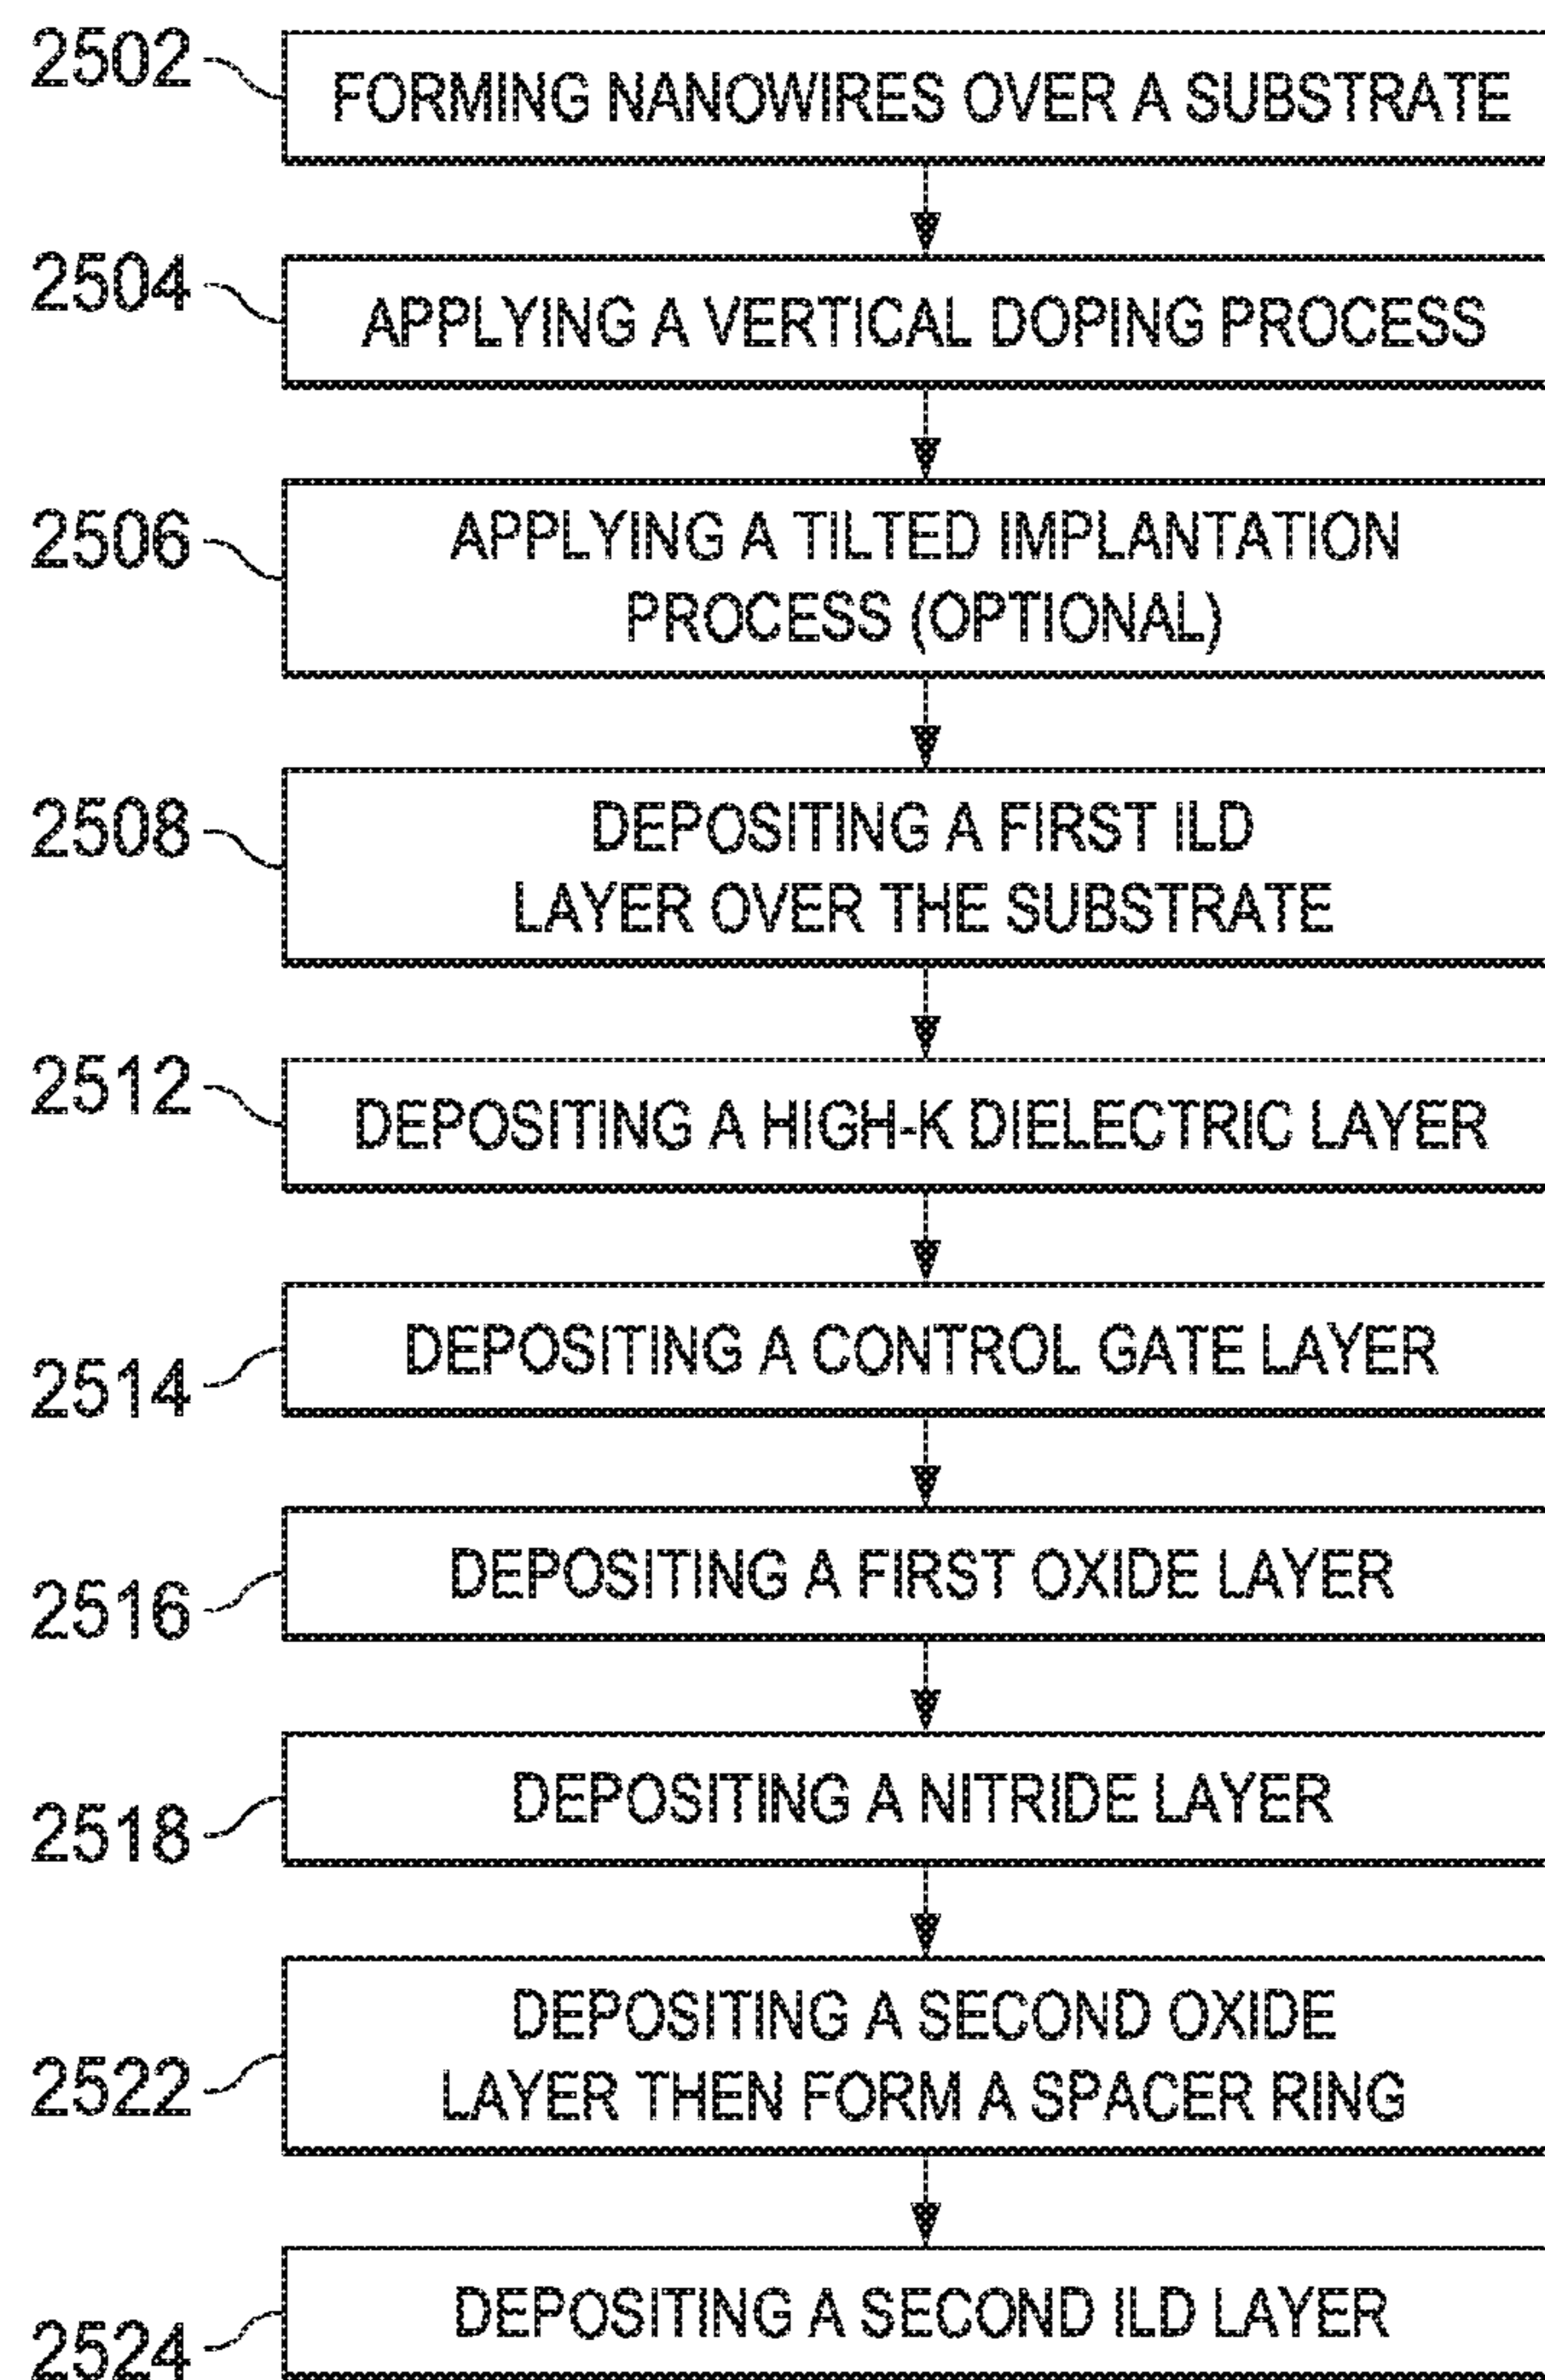 2502
FORMING NANOWIRES OVER A SUBSTRATE
2504
APPLYING A VERTICAL DOPING PROCESS
2506
APPLYING A TILTED IMPLANTATION
PROCESS (OPTIONAL)
2508
DEPOSITING A FIRST ILD
LAYER OVER THE SUBSTRATE
2512
DEPOSITING A HIGH-K DIELECTRIC LAYER
2514
DEPOSITING A CONTROL GATE LAYER
2516
DEPOSITING A FIRST OXIDE LAYER
2518
DEPOSITING A NITRIDE LAYER
2522
DEPOSITING A SECOND OXIDE
LAYER THEN FORM A SPACER RING
2524
DEPOSITING A SECOND ILD LAYER